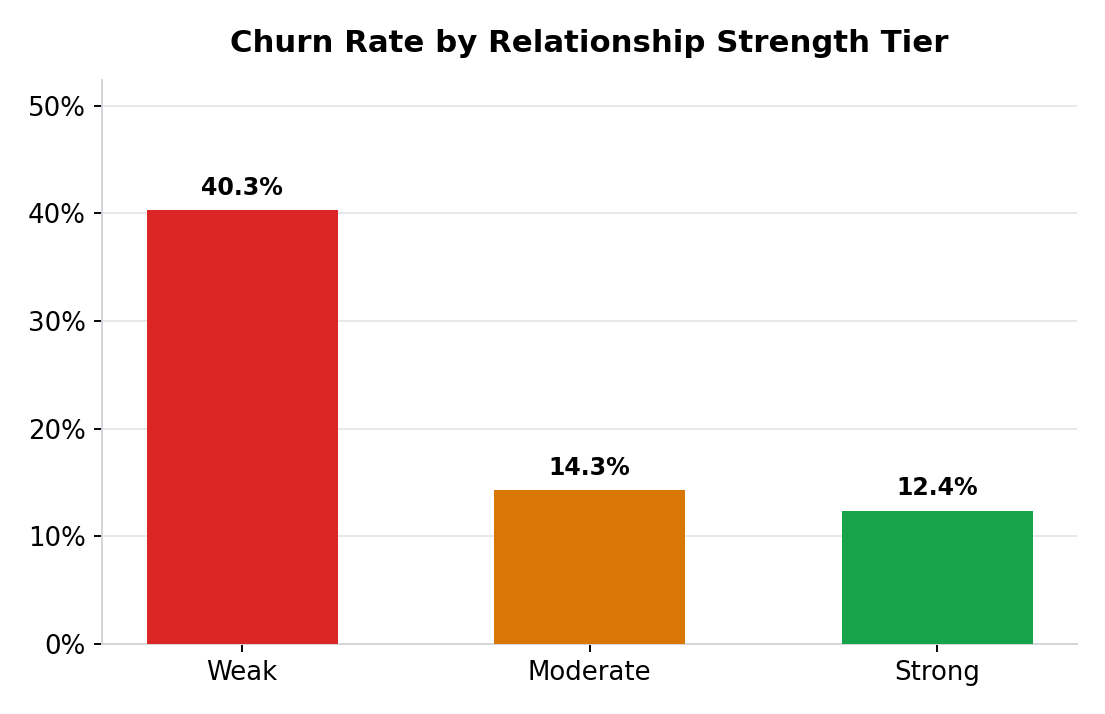 Churn Rate by Relationship Strength Tier
50%
40%
30%
20%
10%
0%
40.3%
14.3%
12.4%
Weak
Moderate
Strong